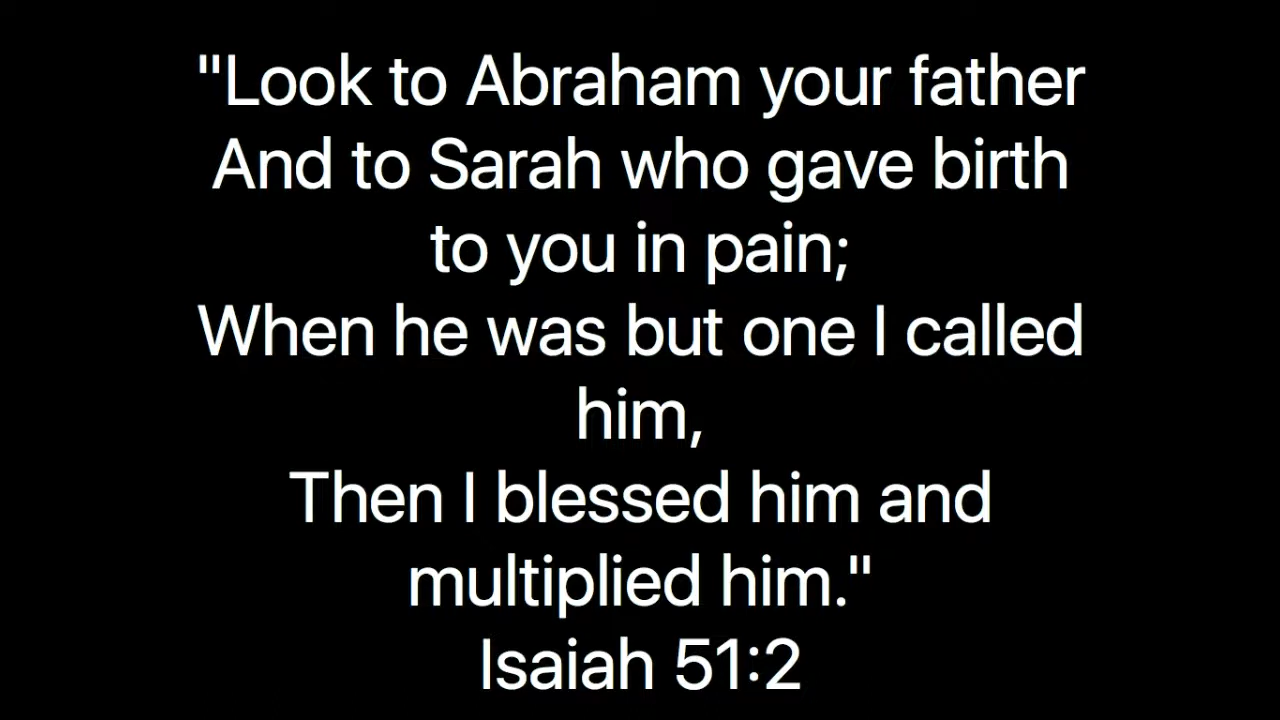 "Look to Abraham your father
And to Sarah who gave birth
to you in pain;
When he was but one I called
him,
Then I blessed him and
multiplied him."
Isaiah 51:2